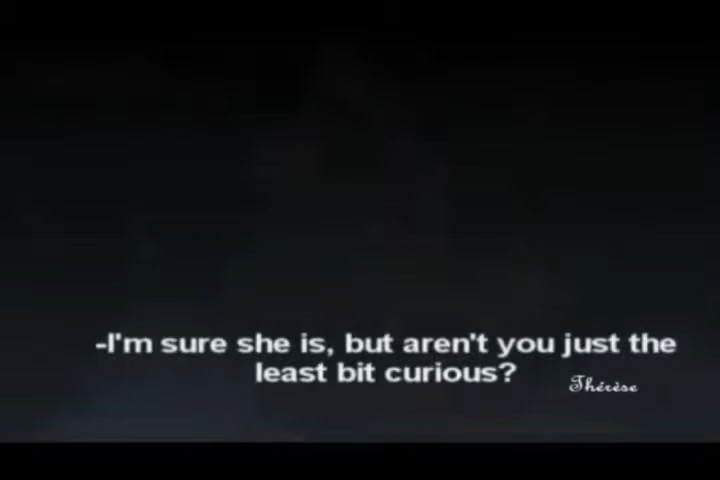 -I'm sure she is, but aren't you just the
least bit curious?
Thérèse